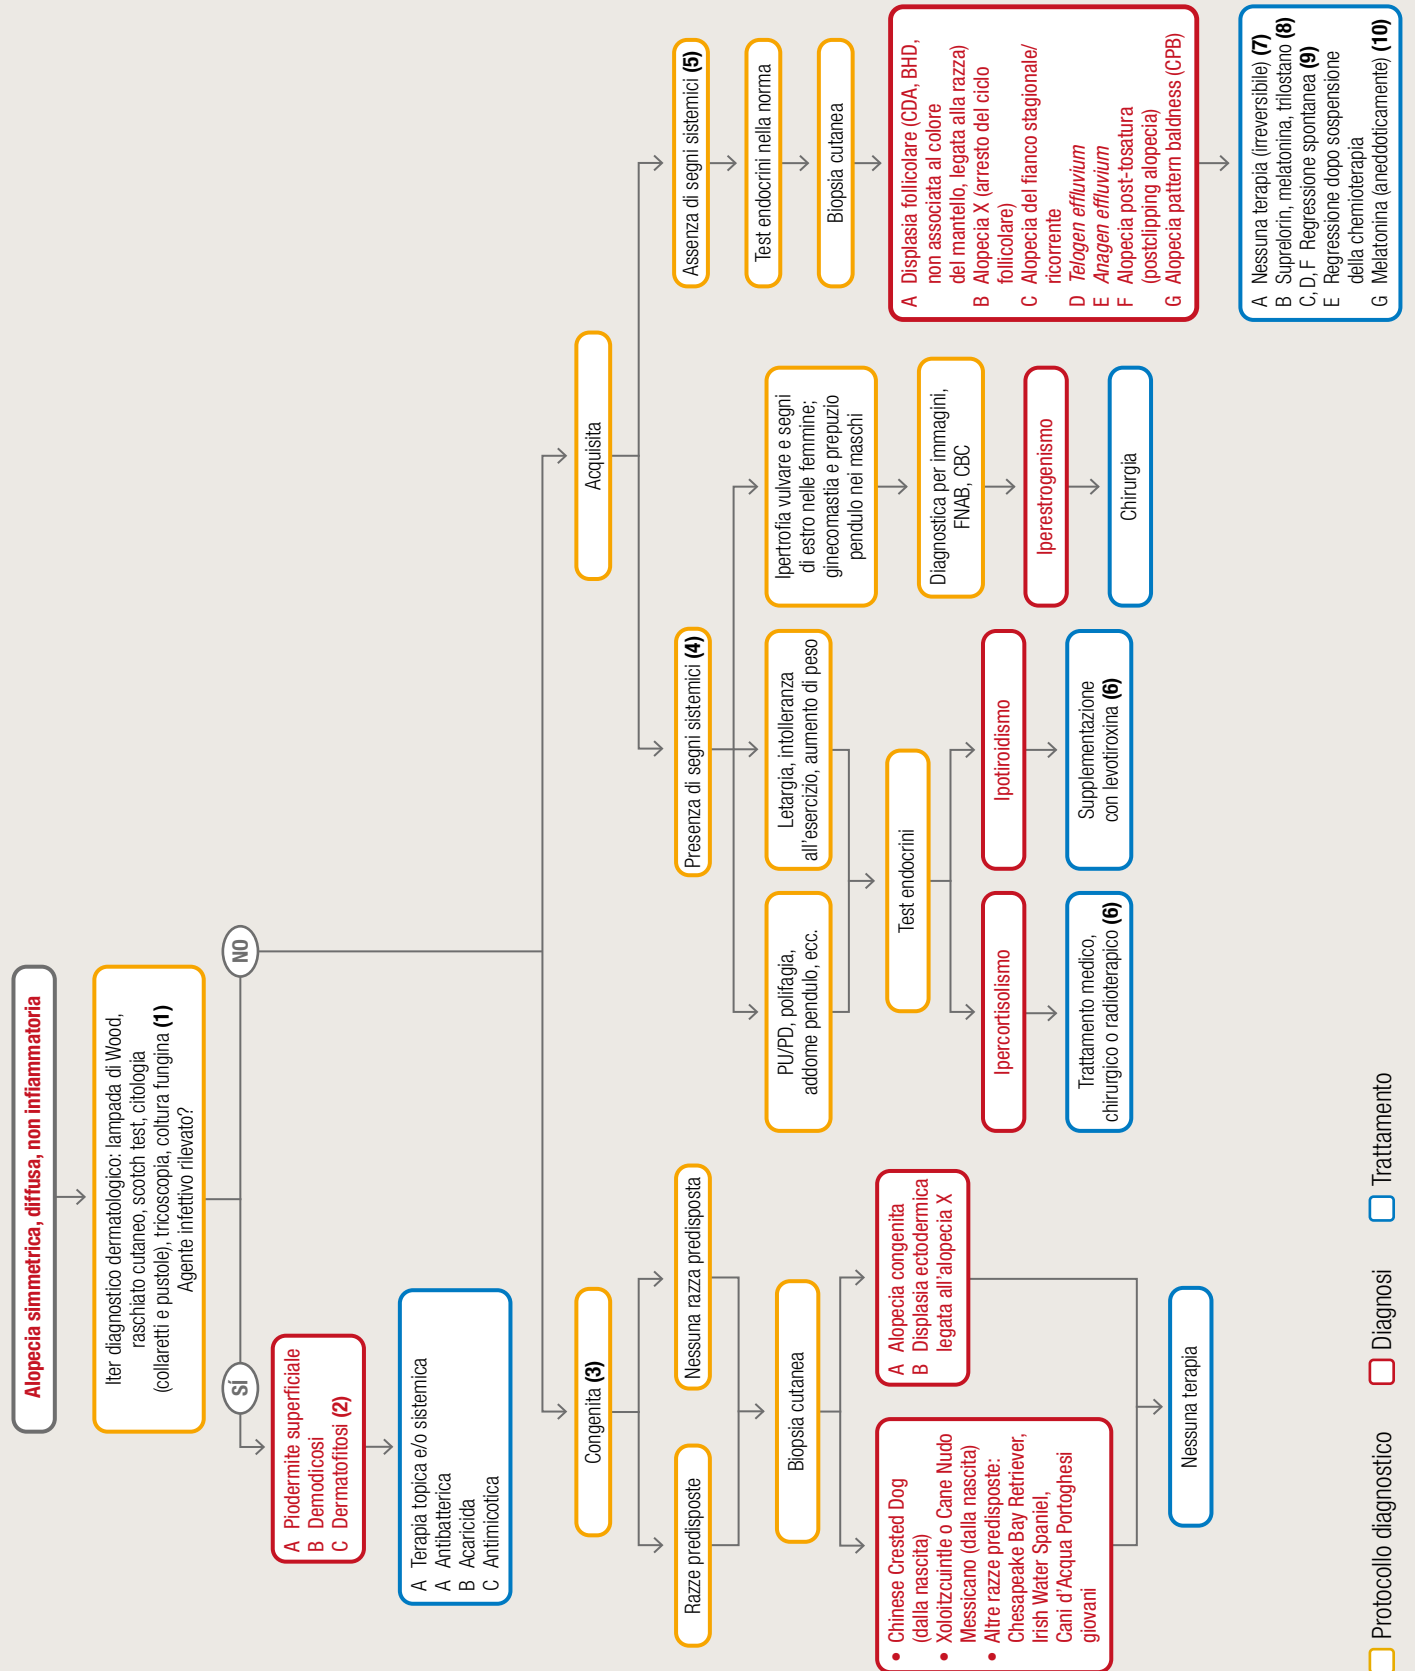 Alopecia simmetrica, diffusa, non infiammatoria
Iter diagnostico dermatologico: lampada di Wood,
raschiato cutaneo, scotch test, citologia
(collaretti e pustole), tricoscopia, coltura fungina (1)
Agente infettivo rilevato?
SÍ
NO
A Piodermite superficiale
B Demodicosi
C Dermatofitosi (2)
A Terapia topica e/o sistemica
A Antibatterica
B Acaricida
C Antimicotica
Congenita (3)
Acquisita
Razze predisposte
Nessuna razza predisposta
Biopsia cutanea
• Chinese Crested Dog
(dalla nascita)
• Xoloitzcuintle o Cane Nudo
Messicano (dalla nascita)
• Altre razze predisposte:
Chesapeake Bay Retriever,
Irish Water Spaniel,
Cani d'Acqua Portoghesi
giovani
A Alopecia congenita
B Displasia ectodermica
legata all'alopecia X
Nessuna terapia
Presenza di segni sistemici (4)
PU/PD, polifagia,
addome pendulo, ecc.
Letargia, intolleranza
all'esercizio, aumento di peso
Ipertrofia vulvare e segni
di estro nelle femmine;
ginecomastia e prepuzio
pendulo nei maschi
Test endocrini
Diagnostica per immagini,
FNAB, CBC
Ipercortisolismo
Ipotiroidismo
Iperestrogenismo
Trattamento medico,
chirurgico o radioterapico (6)
Supplementazione
con levotiroxina (6)
Chirurgia
Assenza di segni sistemici (5)
Test endocrini nella norma
Biopsia cutanea
A Displasia follicolare (CDA, BHD,
non associata al colore
del mantello, legata alla razza)
B Alopecia X (arresto del ciclo
follicolare)
C Alopecia del fianco stagionale/
ricorrente
D Telogen effluvium
E Anagen effluvium
F Alopecia post-tosatura
(postclipping alopecia)
G Alopecia pattern baldness (CPB)
A Nessuna terapia (irreversibile) (7)
B Suprelorin, melatonina, trilostano (8)
C, D, F Regressione spontanea (9)
E Regressione dopo sospensione
della chemioterapia
G Melatonina (aneddoticamente) (10)
Protocollo diagnostico
Diagnosi
Trattamento